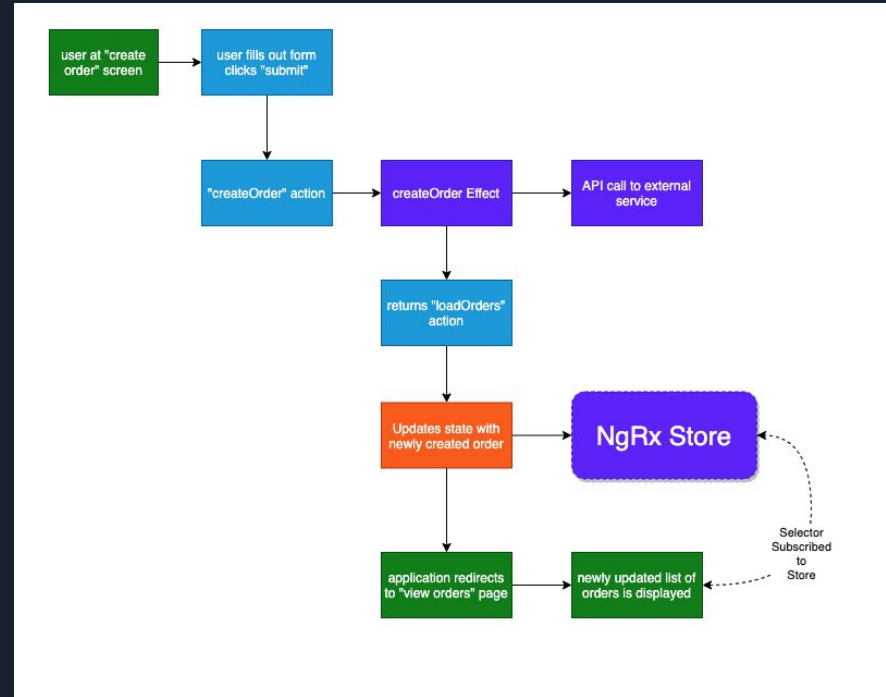 user at "create
order" screen
user fills out form
clicks "submit"
"createOrder" action
createOrder Effect
API call to external
service
returns "loadOrders"
action
Updates state with
newly created order
NgRx Store
Selector
Subscribed
to
Store
application redirects
to "view orders" page
newly updated list of
orders is displayed